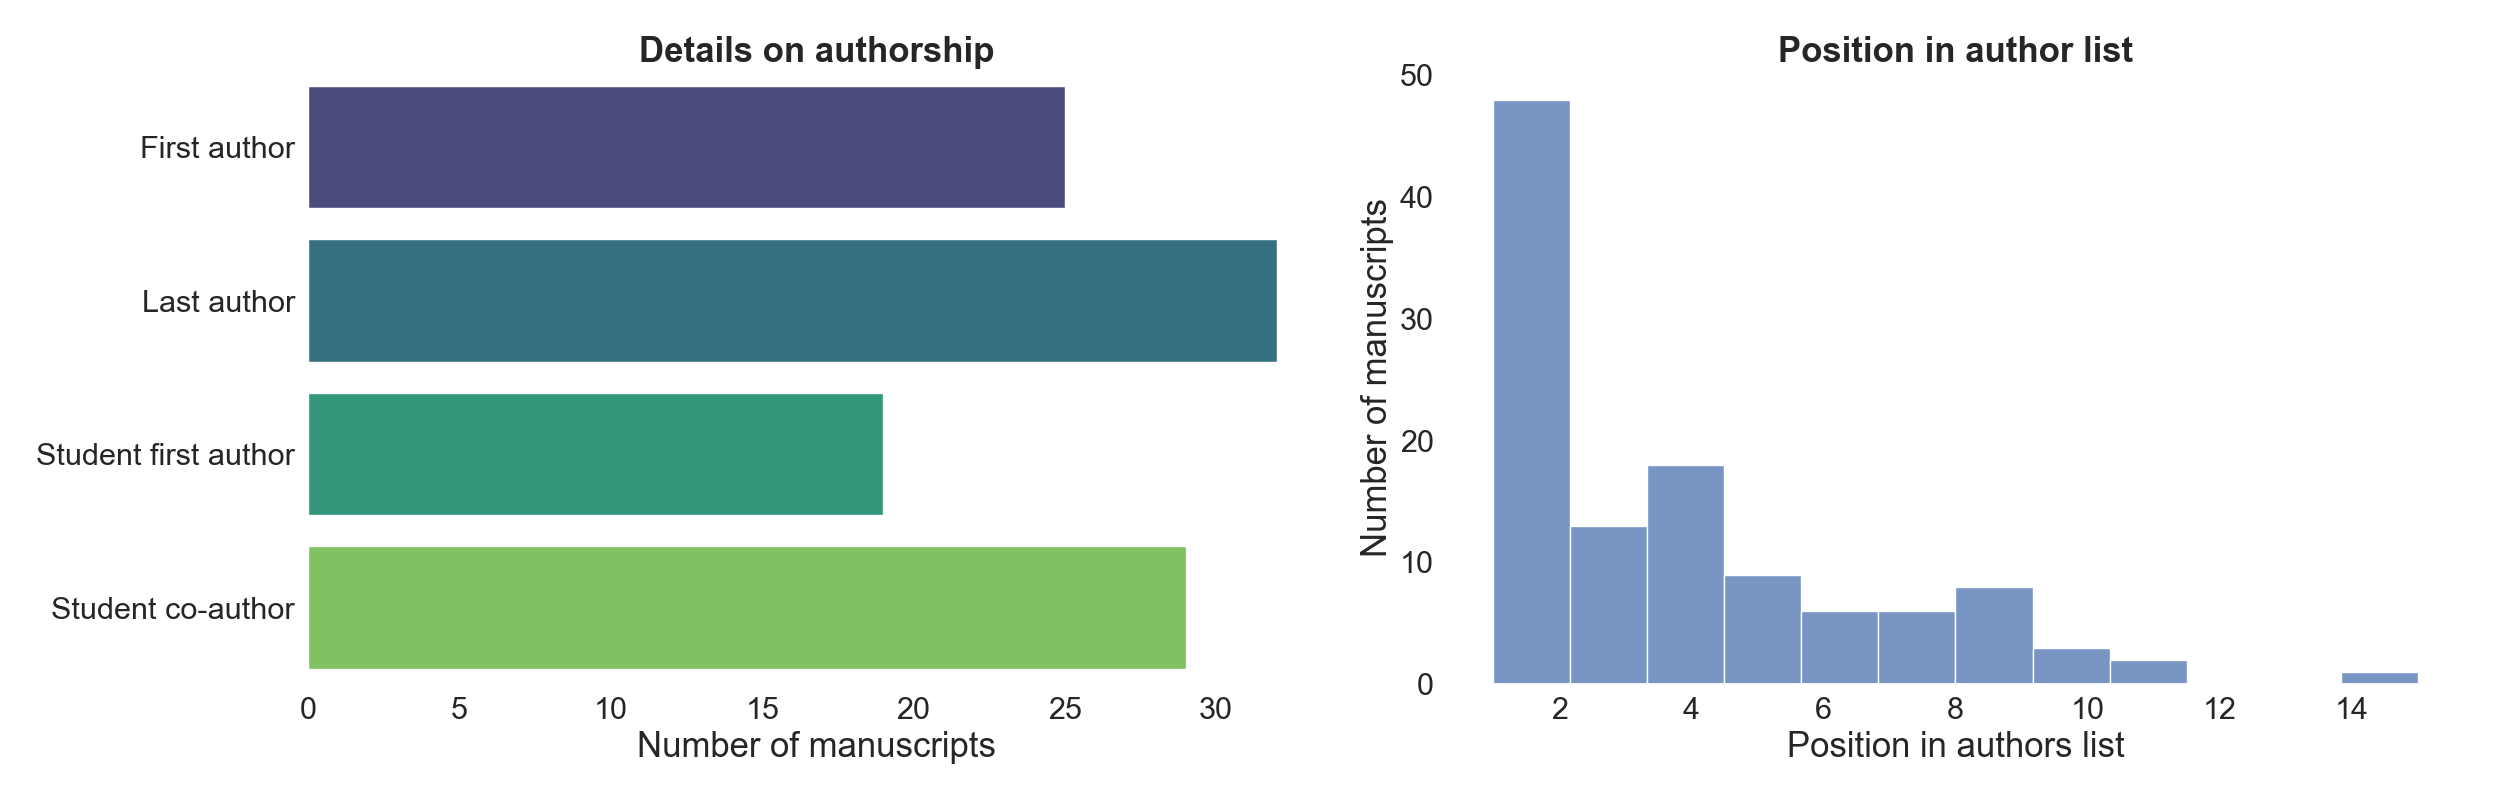 Details on authorship
First author
Last author
Student first author
Student co-author
0 5 10 15 20 25 30
Number of manuscripts
Position in author list
50
40
30
20
10
0
Number of manuscripts
2 4 6 8 10 12 14
Position in authors list